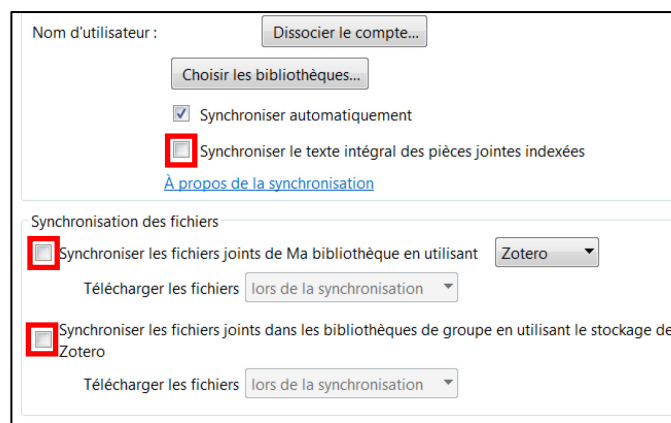 Nom d'utilisateur : Dissocier le compte...
Choisir les bibliothèques...
Synchroniser automatiquement
Synchroniser le texte intégral des pièces jointes indexées
À propos de la synchronisation
Synchronisation des fichiers
Synchroniser les fichiers joints de Ma bibliothèque en utilisant Zotero
Télécharger les fichiers lors de la synchronisation
Synchroniser les fichiers joints dans les bibliothèques de groupe en utilisant le stockage de
Zotero
Télécharger les fichiers lors de la synchronisation